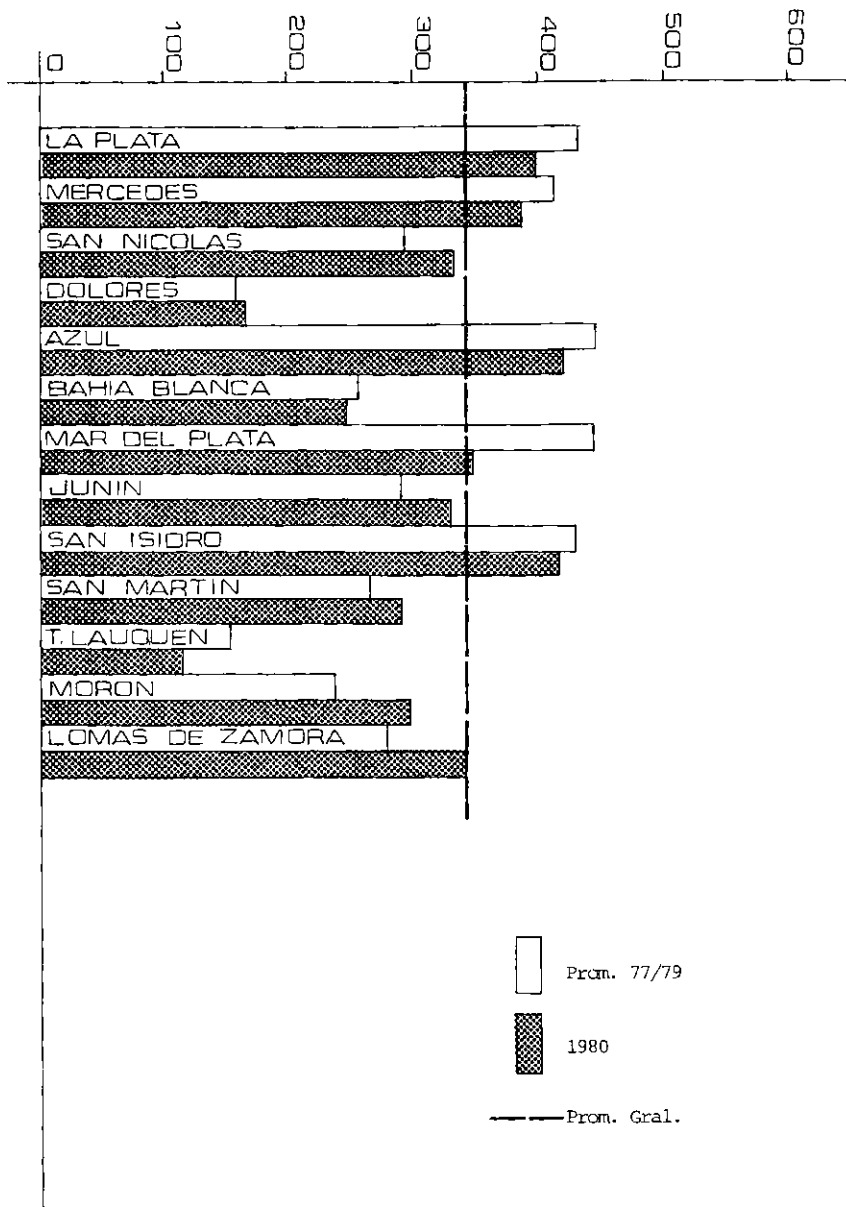 0 100 200 300 400 500 600
LA PLATA
MERCEDES
SAN NICOLAS
DOLORES
AZUL
BAHIA BLANCA
MAR DEL PLATA
JUNIN
SAN ISIDRO
SAN MARTIN
T. LAUQUEN
MORON
LOMAS DE ZAMORA
Prom. 77/79
1980
Prom. Gral.